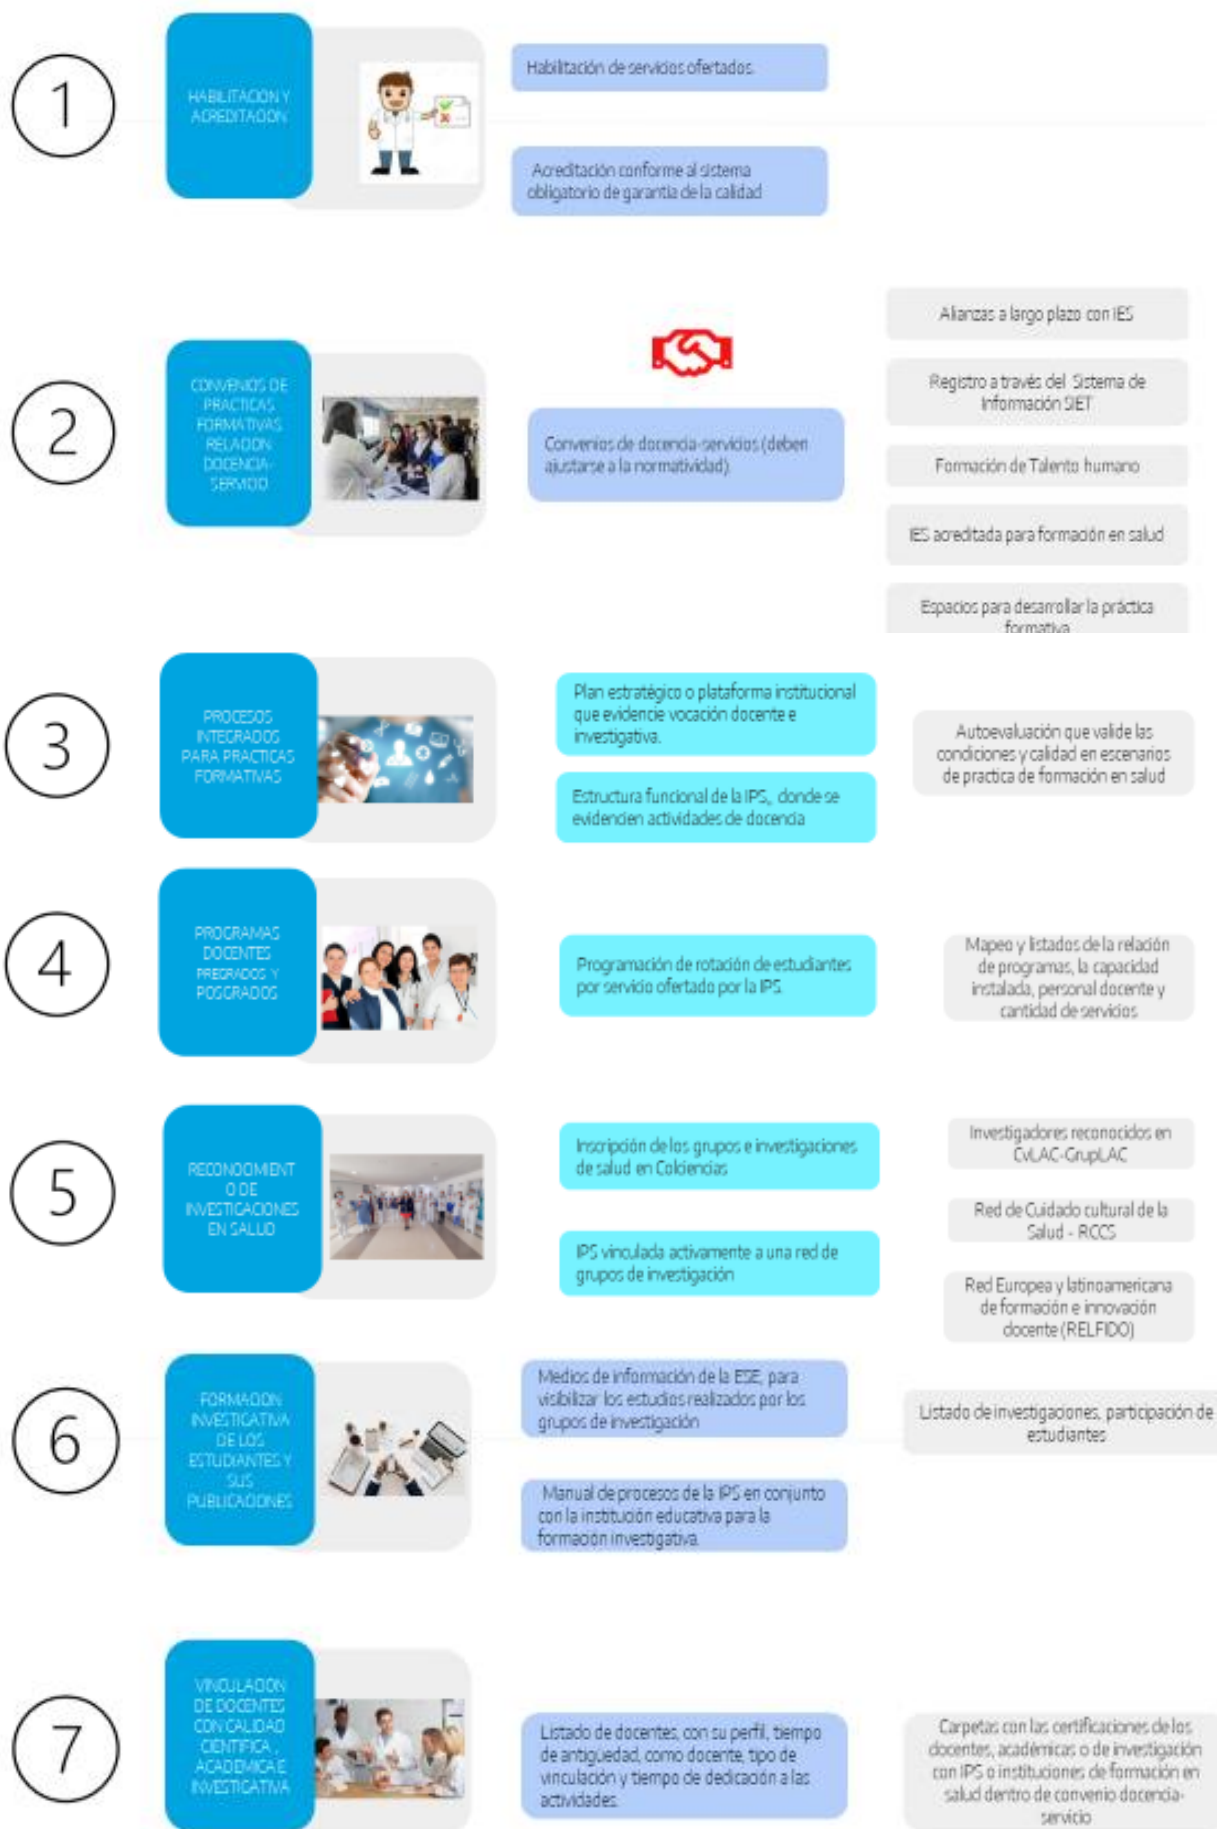 1
HABILITACION Y
ACREDITACION
Habilitación de servicios ofertados.
Acreditación conforme al sistema
obligatorio de garantia de la calidad
2
CONVENIOS DE
PRACTICAS
FORMATIVAS
RELACION
DOCENCIA-
SERVICIO
Convenios de docencia-servicios (deben
ajustarse a la normatividad).
Alianzas a largo plazo con IES
Registro a través del Sistema de
Información SIET
Formación de Talento humano
IES acreditada para formación en salud
Espacios para desarrollar la práctica
formativa
3
PROCESOS
INTEGRADOS
PARA PRACTICAS
FORMATIVAS
Plan estratégico o plataforma institucional
que evidencie vocación docente e
investigativa.
Estructura funcional de la IPS,, donde se
evidencien actividades de docencia
Autoevaluación que valide las
condiciones y calidad en escenarios
de practica de formación en salud
4
PROGRAMAS
DOCENTES
PREGRADOS Y
POSGRADOS
Programación de rotación de estudiantes
por servicio ofertado por la IPS.
Mapeo y listados de la relación
de programas, la capacidad
instalada, personal docente y
cantidad de servicios
5
RECONOCIMIENT
O DE
INVESTIGACIONES
EN SALUD
Inscripción de los grupos e investigaciones
de salud en Colciencias
IPS vinculada activamente a una red de
grupos de investigación
Investigadores reconocidos en
CvLAC-GrupLAC
Red de Cuidado cultural de la
Salud - RCCS
Red Europea y latinoamericana
de formación e innovación
docente (RELFIDO)
6
FORMACION
INVESTIGATIVA
DE LOS
ESTUDIANTES Y
SUS
PUBLICACIONES
Medios de información de la ESE, para
visibilizar los estudios realizados por los
grupos de investigación
Manual de procesos de la IPS en conjunto
con la institución educativa para la
formación investigativa.
Listado de investigaciones, participación de
estudiantes
7
VINCULACION
DE DOCENTES
CON CALIDAD
CIENTIFICA ,
ACADEMICA E
INVESTIGATIVA
Listado de docentes, con su perfil, tiempo
de antigüedad, como docente, tipo de
vinculación y tiempo de dedicación a las
actividades.
Carpetas con las certificaciones de los
docentes, académicas o de investigación
con IPS o instituciones de formación en
salud dentro de convenio docencia-
servicio